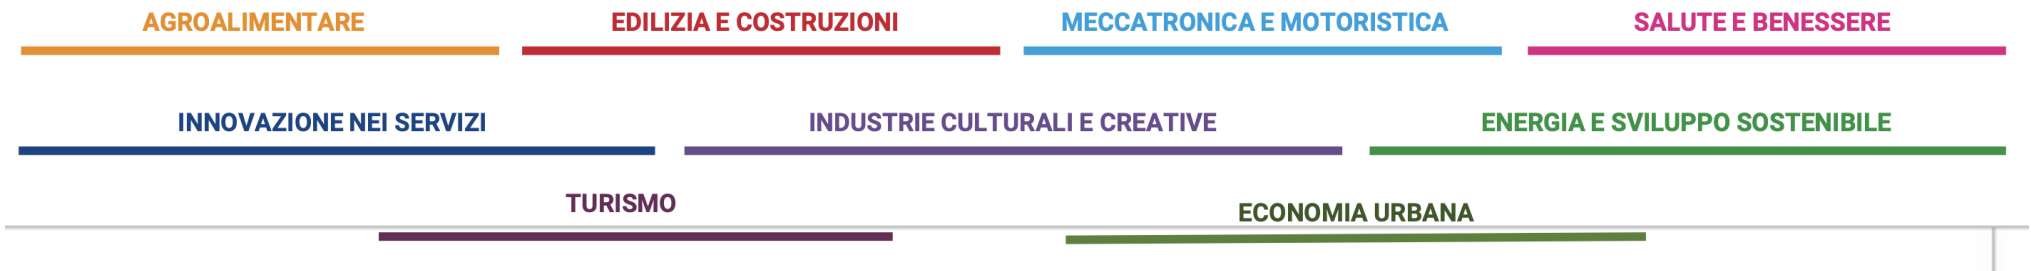 AGROALIMENTARE
EDILIZIA E COSTRUZIONI
MECCATRONICA E MOTORISTICA
SALUTE E BENESSERE
INNOVAZIONE NEI SERVIZI
INDUSTRIE CULTURALI E CREATIVE
ENERGIA E SVILUPPO SOSTENIBILE
TURISMO
ECONOMIA URBANA